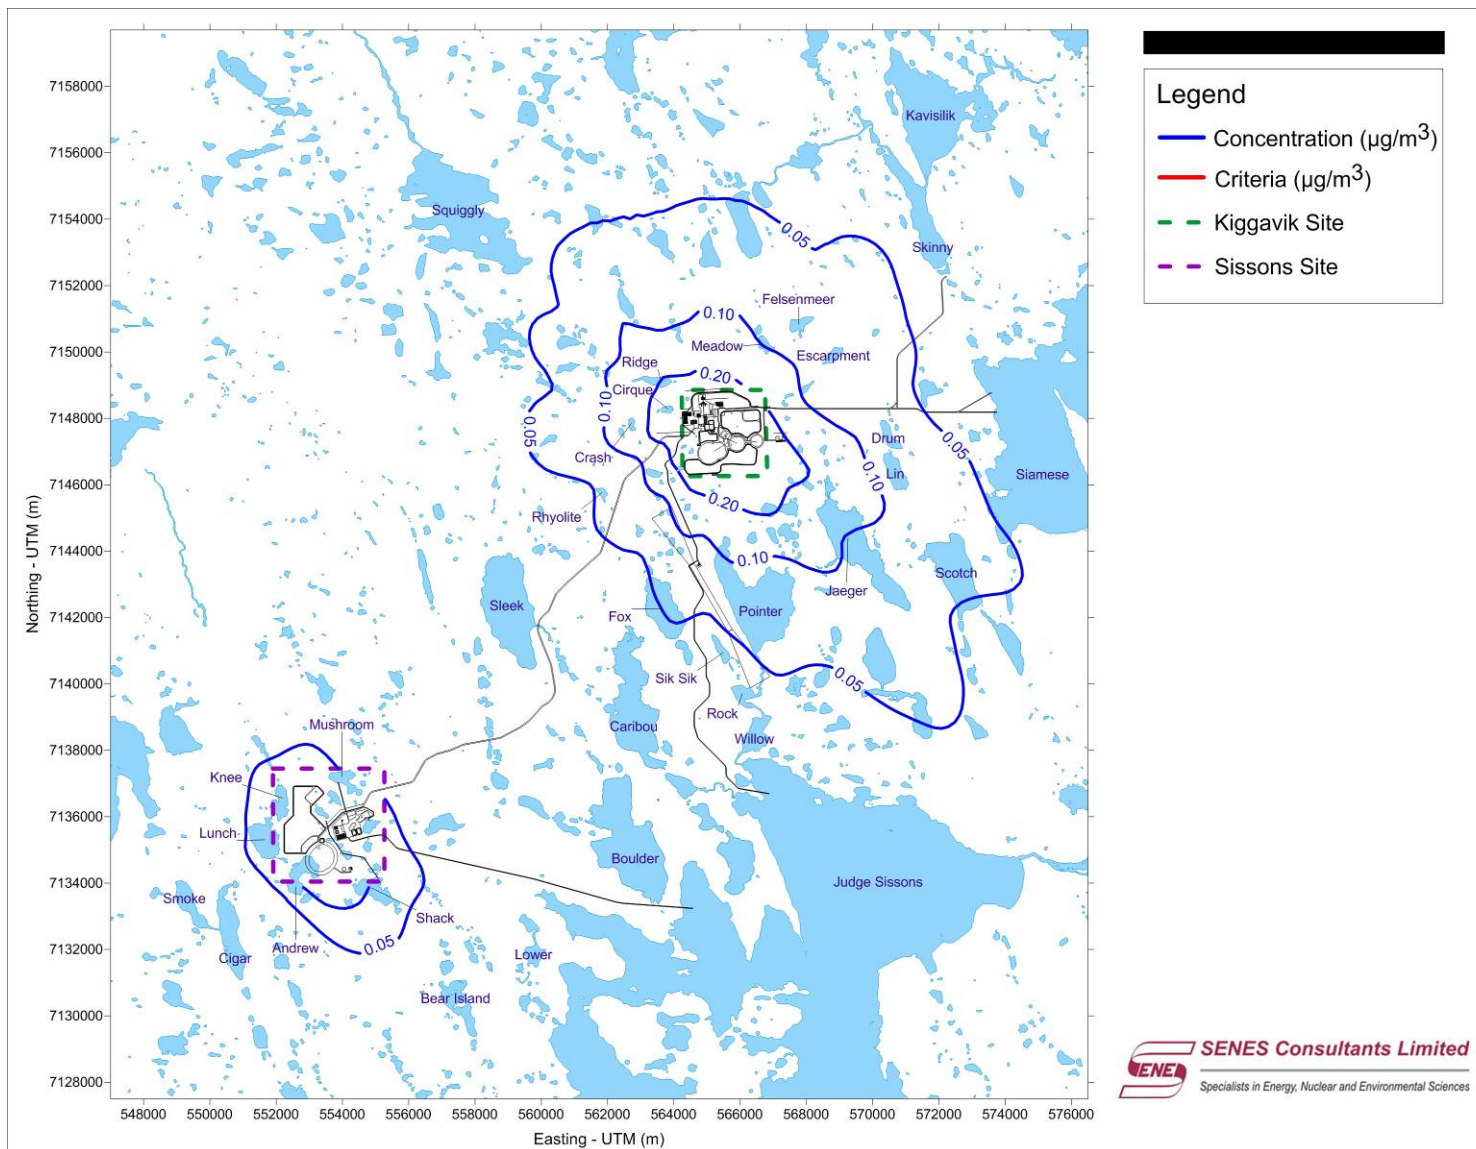 Legend
Concentration (µg/m³)
Criteria (µg/m³)
Kiggavik Site
Sissons Site
7158000
7156000
7154000
7152000
7150000
7148000
7146000
7144000
7142000
7140000
7138000
7136000
7134000
7132000
7130000
7128000
Northing - UTM (m)
Kavisilik
Squiggly
0.05
Skinny
Felsenmeer
0.10
Meadow
Escarpment
Ridge
0.20
Cirque
0.10
0.05
Drum
0.05
Crash
Lin
Siamese
0.10
0.20
Rhyolite
0.10
Scotch
Jaeger
Sleek
Pointer
Fox
Sik Sik
0.05
Rock
Caribou
Willow
Mushroom
Knee
Lunch
Boulder
Judge Sissons
Smoke
Shack
Andrew
0.05
Cigar
Lower
Bear Island
548000 550000 552000 554000 556000 558000 560000 562000 564000 566000 568000 570000 572000 574000 576000
Easting - UTM (m)
SENES
SENES Consultants Limited
Specialists in Energy, Nuclear and Environmental Sciences